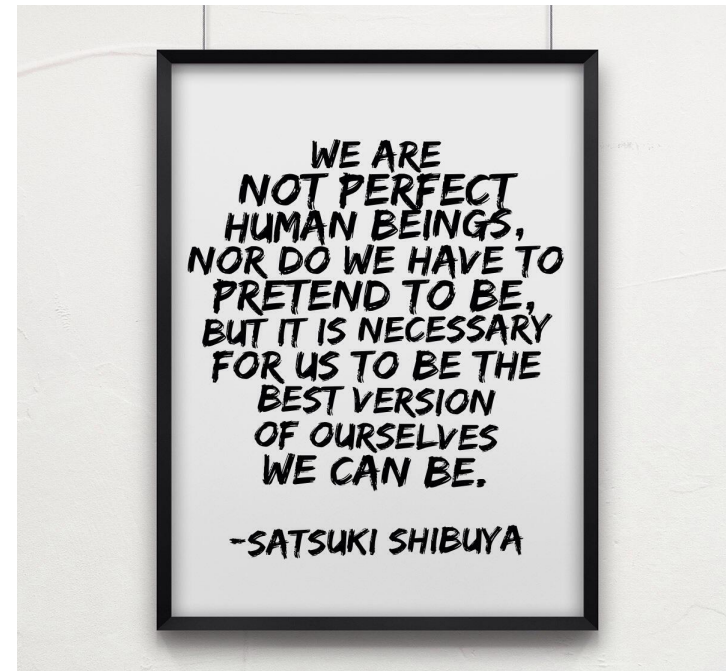 WE ARE
NOT PERFECT
HUMAN BEINGS,
NOR DO WE HAVE TO
PRETEND TO BE,
BUT IT IS NECESSARY
FOR US TO BE THE
BEST VERSION
OF OURSELVES
WE CAN BE.
-SATSUKI SHIBUYA